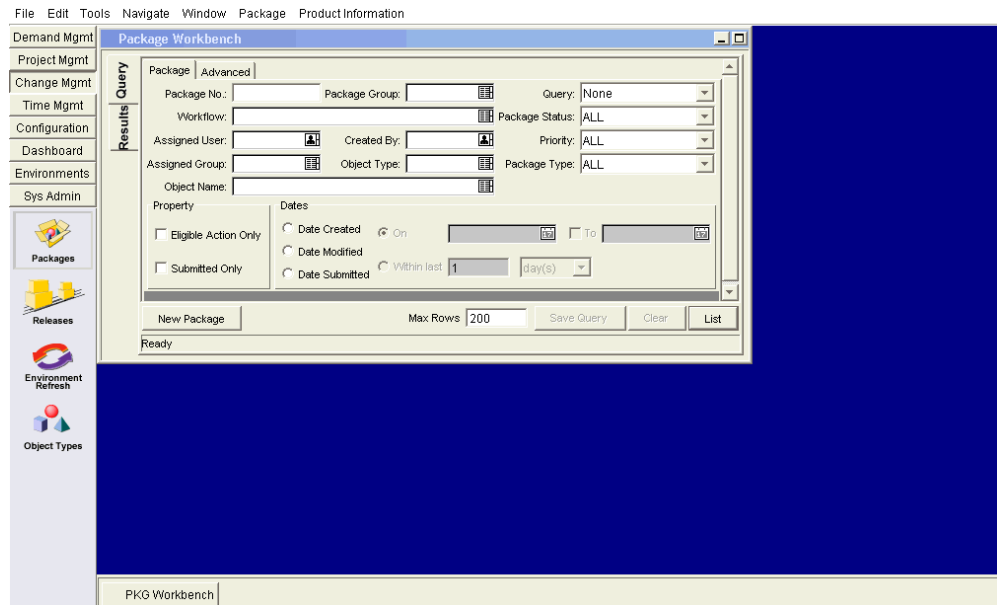 File Edit Tools Navigate Window Package Product Information
Demand Mgmt
Project Mgmt
Change Mgmt
Time Mgmt
Configuration
Dashboard
Environments
Sys Admin
Packages
Releases
Environment
Refresh
Object Types
Package Workbench
Query
Results
Package Advanced
Package No.: Package Group: Query: None
Workflow: Package Status: ALL
Assigned User: Created By: Priority: ALL
Assigned Group: Object Type: Package Type: ALL
Object Name:
Property Dates
Eligible Action Only
Submitted Only
Date Created On To
Date Modified
Date Submitted Within last 1 day(s)
New Package Max Rows 200 Save Query Clear List
Ready
PKG Workbench